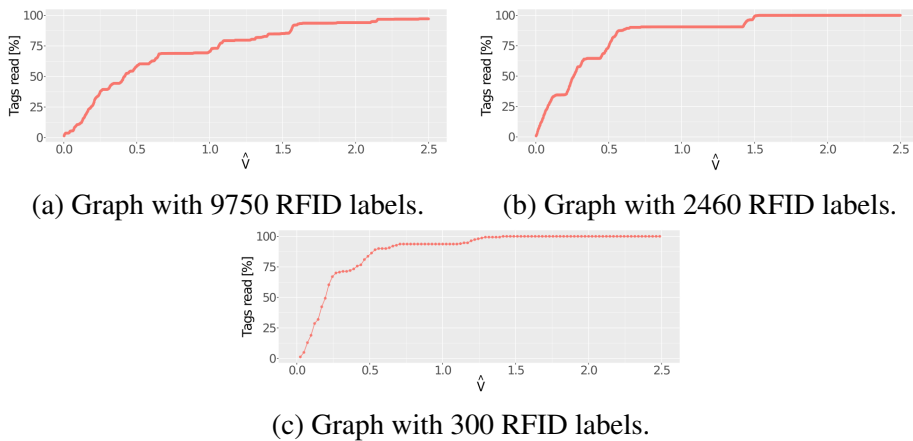 Tags read [%]
100
75
50
25
0
0.0 0.5 1.0 1.5 2.0 2.5
V̂
(a) Graph with 9750 RFID labels.
Tags read [%]
100
75
50
25
0
0.0 0.5 1.0 1.5 2.0 2.5
V̂
(b) Graph with 2460 RFID labels.
Tags read [%]
100
75
50
25
0
0.0 0.5 1.0 1.5 2.0 2.5
V̂
(c) Graph with 300 RFID labels.